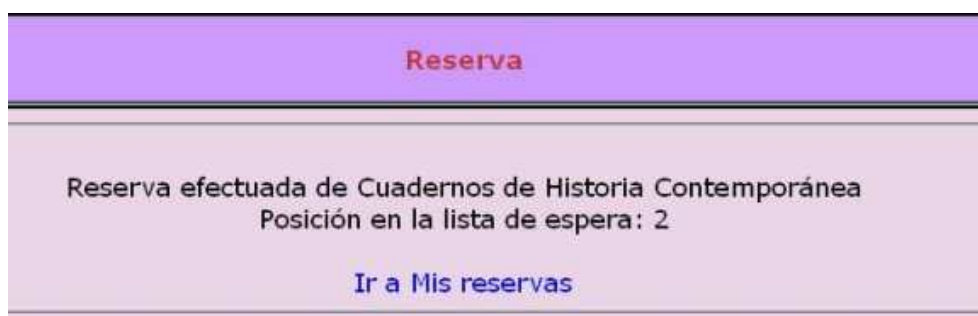 Reserva
Reserva efectuada de Cuadernos de Historia Contemporánea
Posición en la lista de espera: 2
Ir a Mis reservas